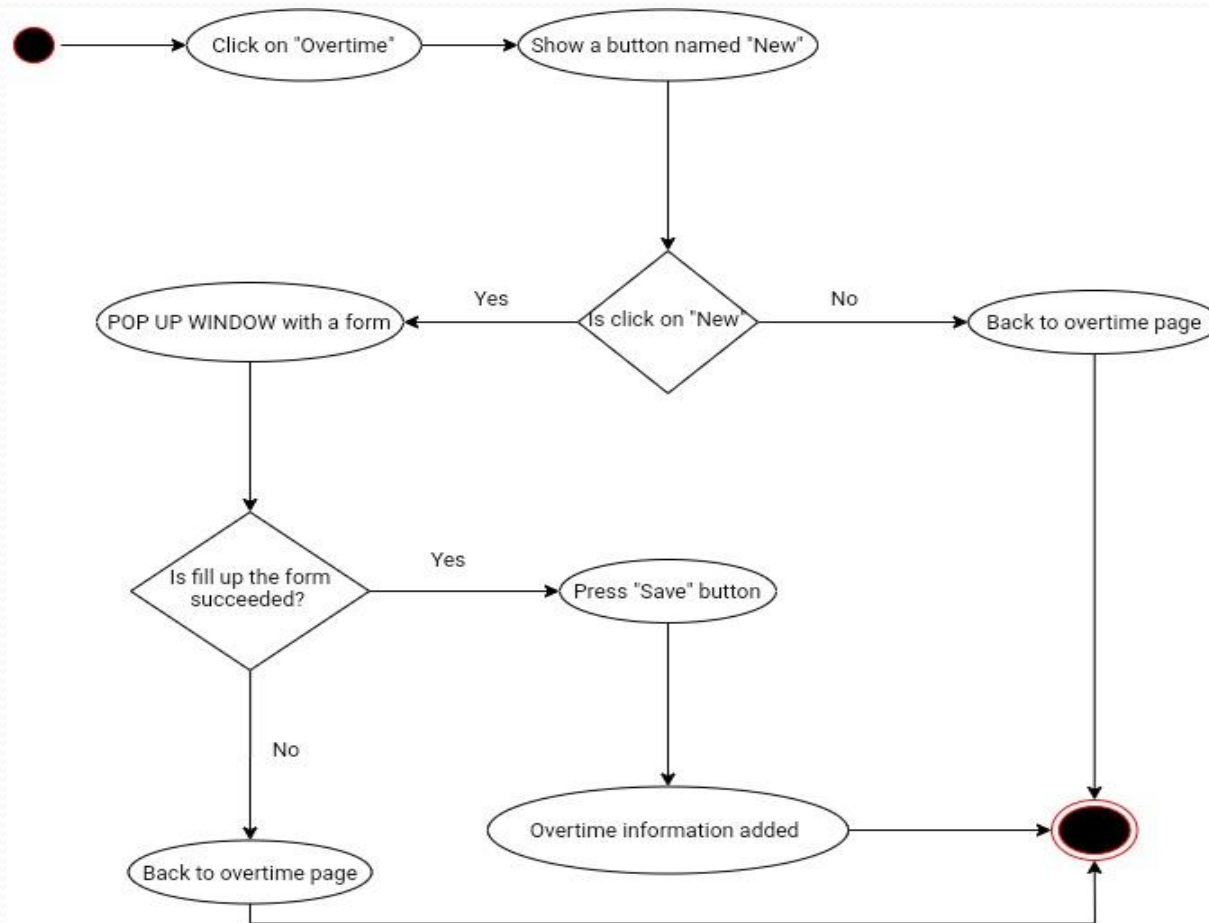 Click on "Overtime"
Show a button named "New"
Yes
No
POP UP WINDOW with a form
Is click on "New"
Back to overtime page
Yes
Is fill up the form
succeeded?
Press "Save" button
No
Overtime information added
Back to overtime page